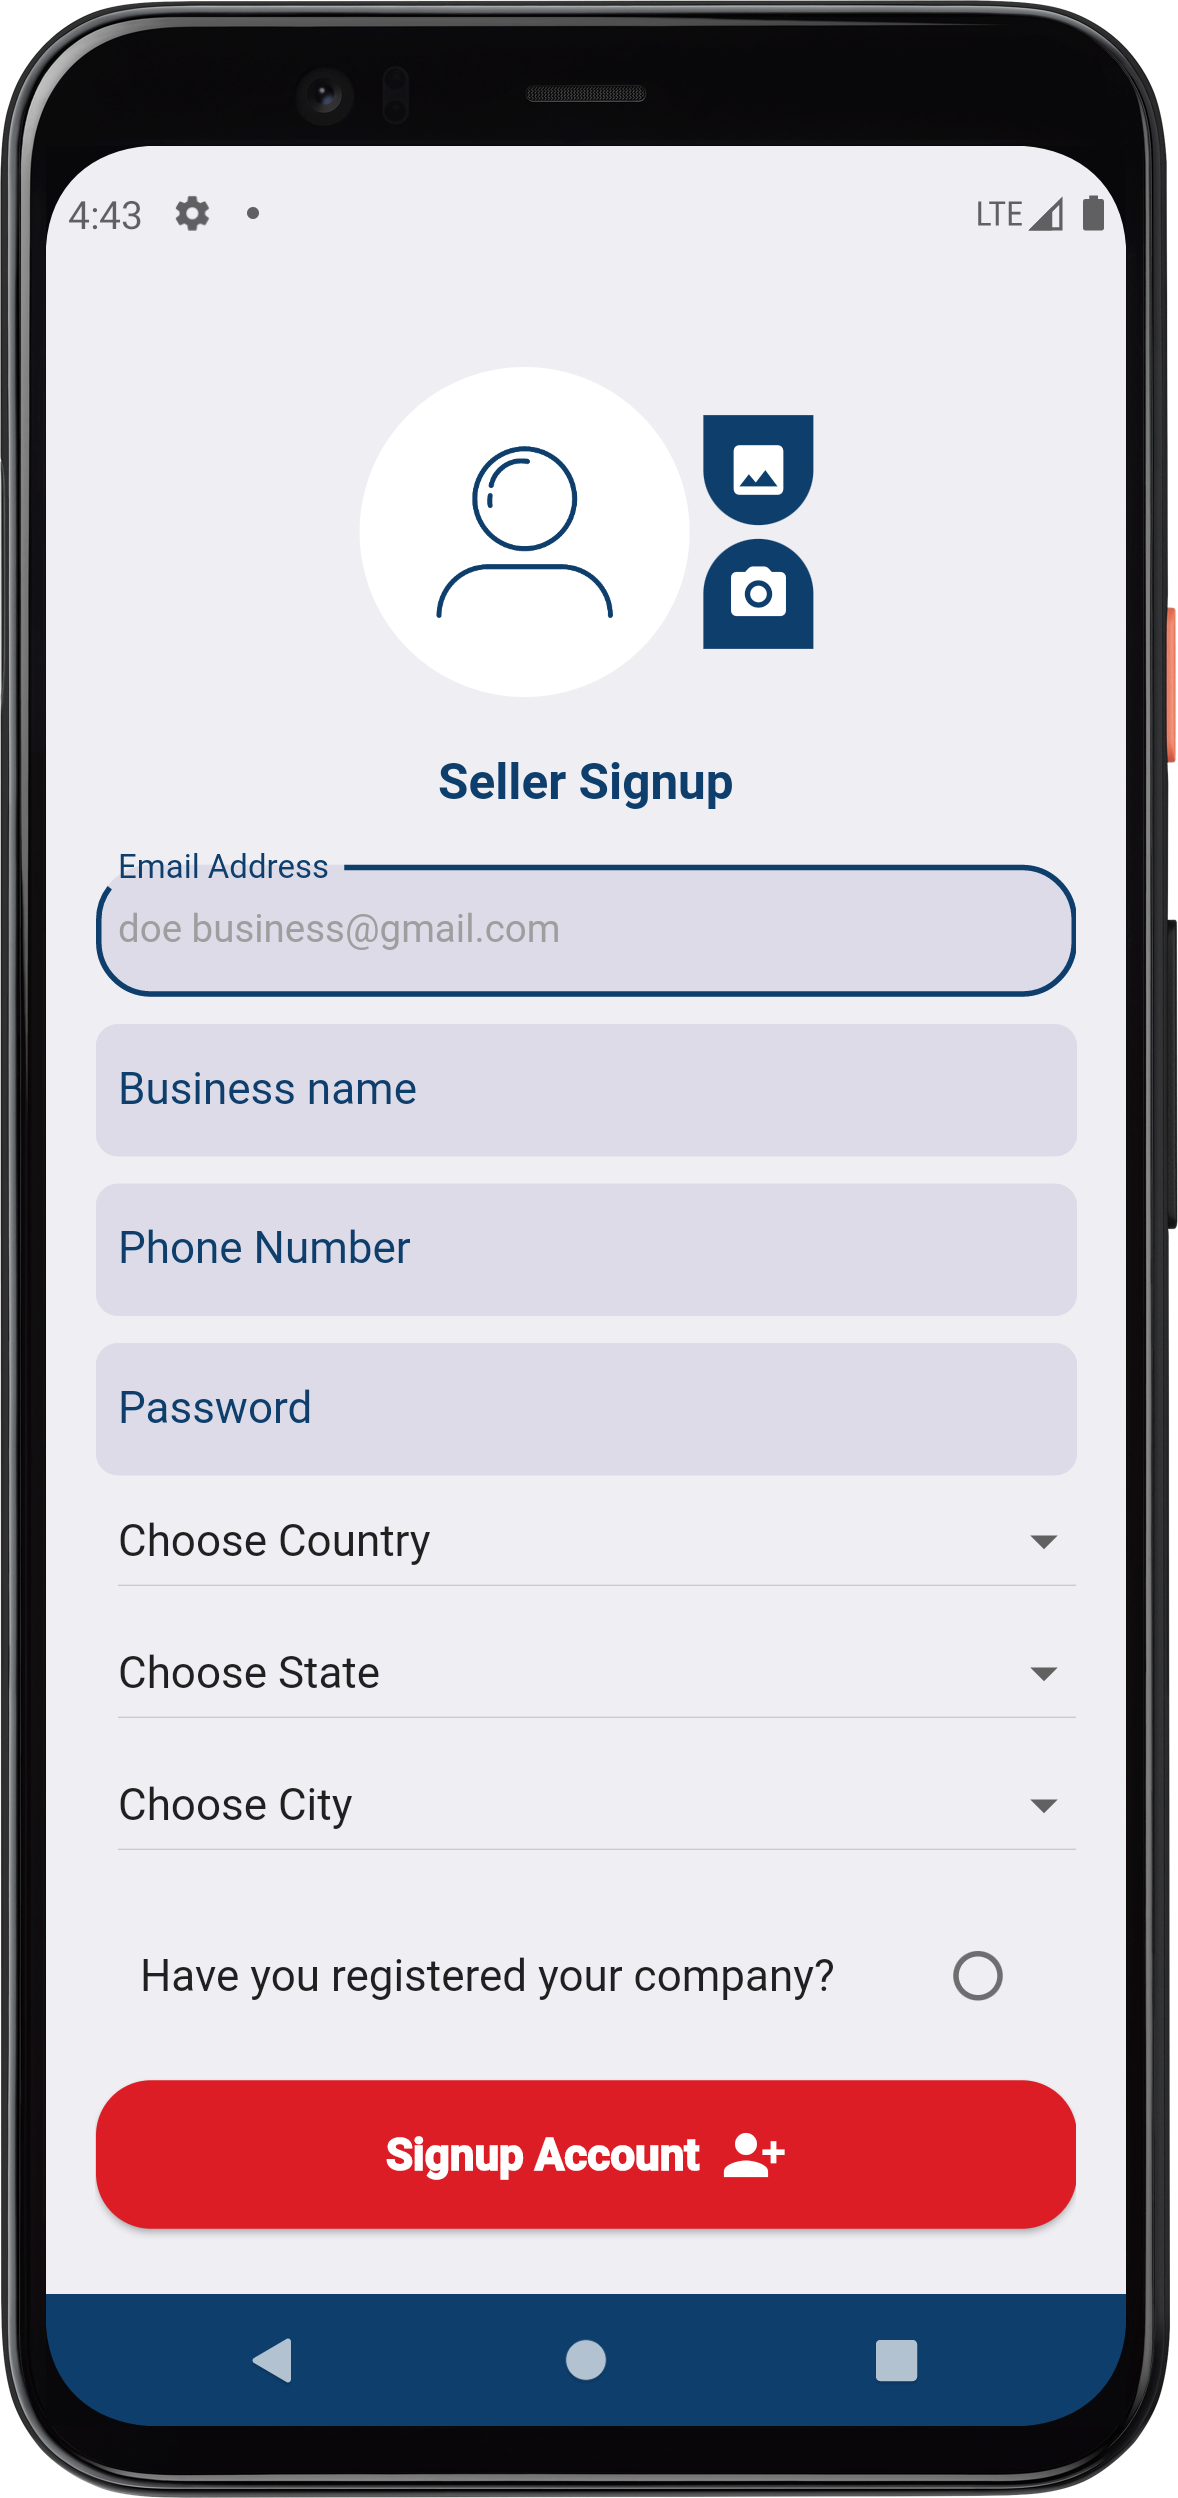 4:43
LTE
Seller Signup
Email Address
doe business@gmail.com
Business name
Phone Number
Password
Choose Country
Choose State
Choose City
Have you registered your company?
Signup Account